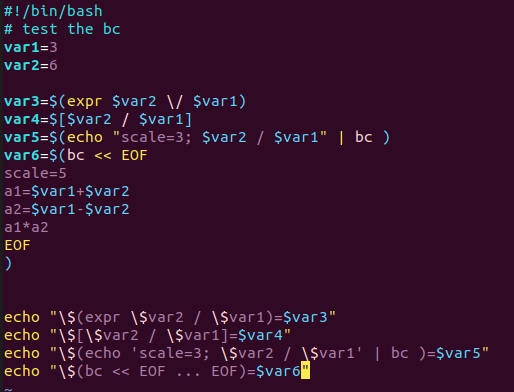 #!/bin/bash
# test the bc
var1=3
var2=6
var3=$(expr $var2 \/ $var1)
var4=$[$var2 / $var1]
var5=$(echo "scale=3; $var2 / $var1" | bc )
var6=$(bc << EOF
scale=5
a1=$var1+$var2
a2=$var1-$var2
a1*a2
EOF
)
echo "\$(expr \$var2 / \$var1)=$var3"
echo "\$[\$var2 / \$var1]=$var4"
echo "\$(echo 'scale=3; \$var2 / \$var1' | bc )=$var5"
echo "\$(bc << EOF ... EOF)=$var6"
~